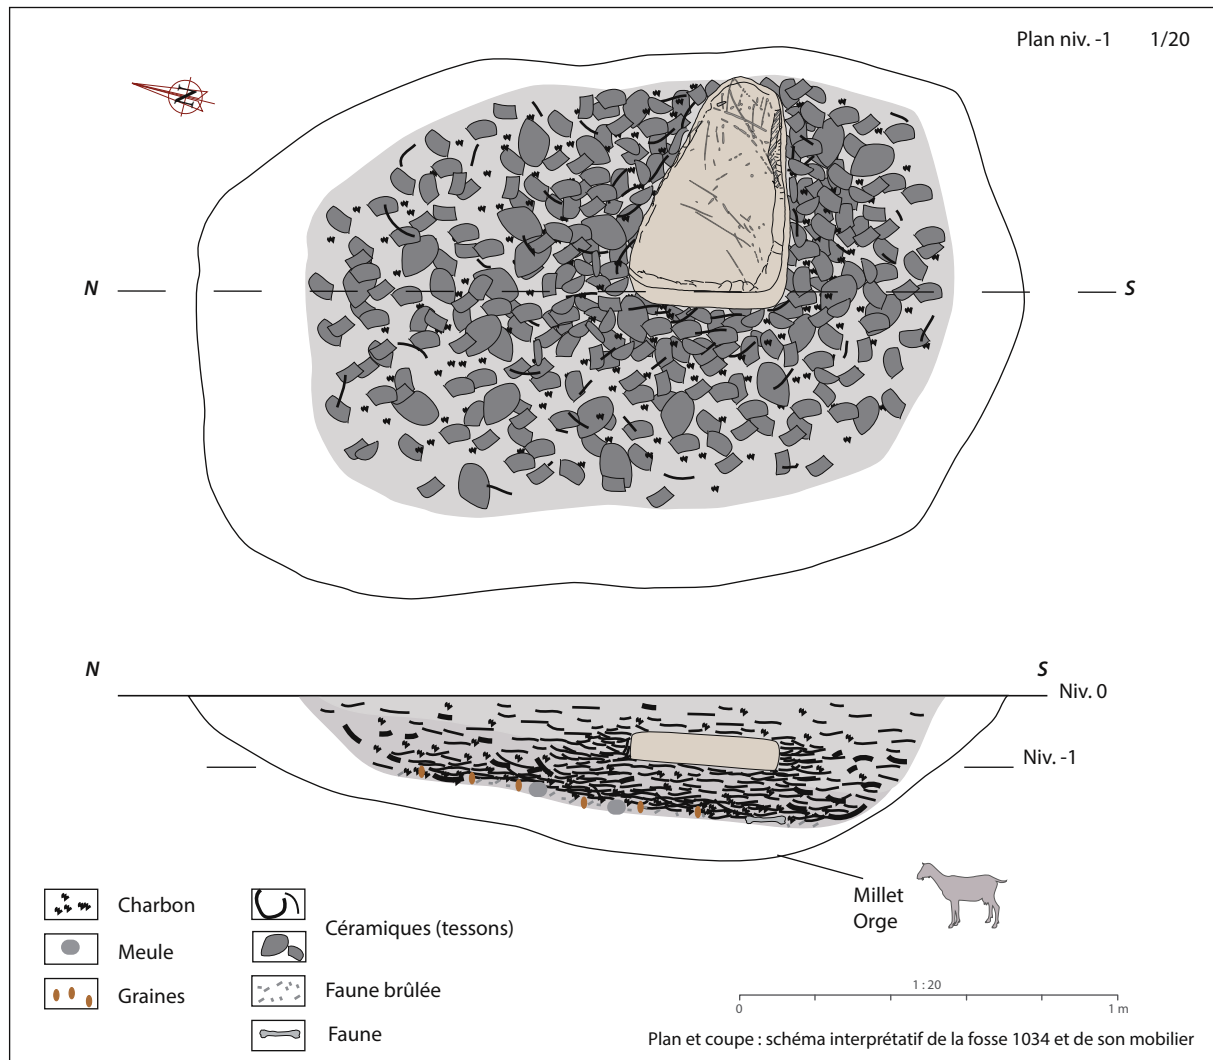 Plan niv. -1 1/20
N
N S
N S
Niv. 0
Niv. -1
Millet
Orge
Charbon
Meule
Graines
Céramiques (tessons)
Faune brûlée
Faune
1 : 20
0 1 m
Plan et coupe : schéma interprétatif de la fosse 1034 et de son mobilier